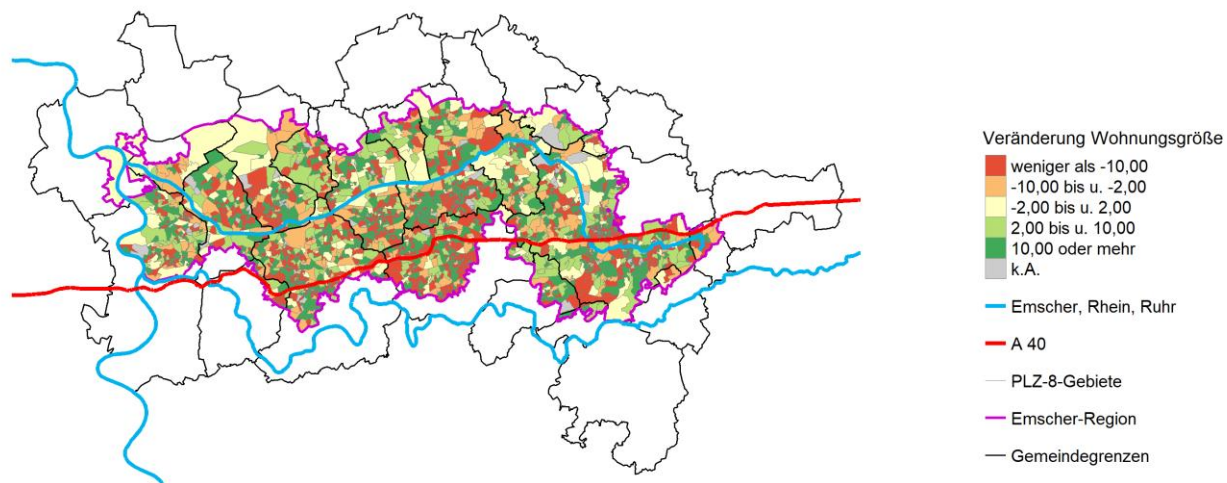 Veränderung Wohnungsgröße
weniger als -10,00
-10,00 bis u. -2,00
-2,00 bis u. 2,00
2,00 bis u. 10,00
10,00 oder mehr
k.A.
Emscher, Rhein, Ruhr
A 40
PLZ-8-Gebiete
Emscher-Region
Gemeindegrenzen